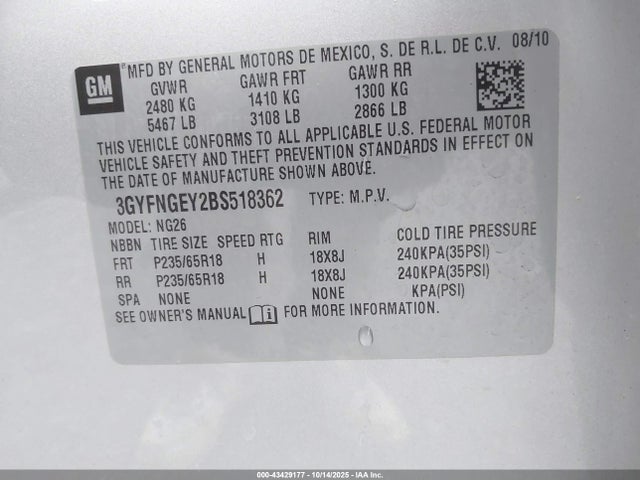 GM
®MFD BY GENERAL MOTORS DE MEXICO, S. DE R.L. DE C.V. 08/10
GVWR GAWR FRT GAWR RR
2480 KG 1410 KG 1300 KG
5467 LB 3108 LB 2866 LB
THIS VEHICLE CONFORMS TO ALL APPLICABLE U.S. FEDERAL MOTOR
VEHICLE SAFETY AND THEFT PREVENTION STANDARDS IN EFFECT ON
DATE OF MANUFACTURE SHOWN ABOVE.
3GYFNGEY2BS518362 TYPE: M.P.V.
MODEL: NG26
NBBN TIRE SIZE SPEED RTG RIM COLD TIRE PRESSURE
FRT P235/65R18 H 18X8J 240KPA(35PSI)
RR P235/65R18 H 18X8J 240KPA(35PSI)
SPA NONE NONE KPA(PSI)
SEE OWNER'S MANUAL i FOR MORE INFORMATION.
000-43429177 - 10/14/2025 - IAA Inc.